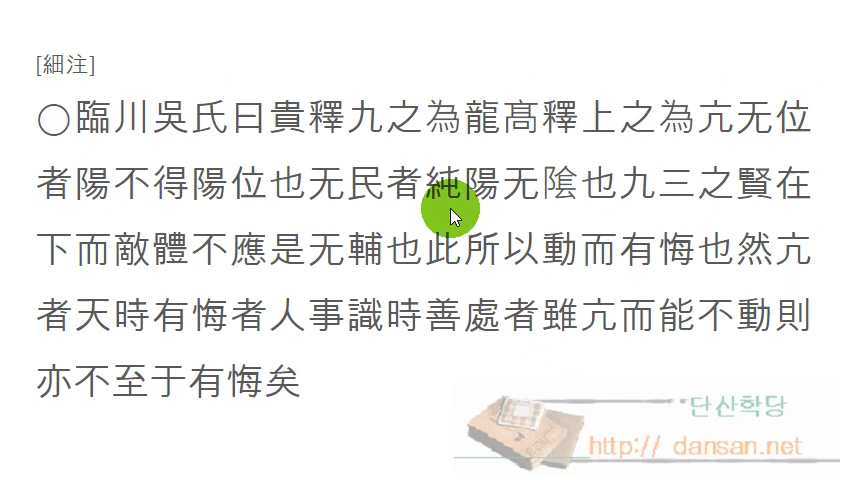 [細注]
◯臨川吳氏曰貴釋九之為龍髙釋上之為亢无位
者陽不得陽位也无民者純陽无陰也九三之賢在
下而敵體不應是无輔也此所以動而有悔也然亢
者天時有悔者人事識時善處者雖亢而能不動則
亦不至于有悔矣
단산학당
http://dansan.net